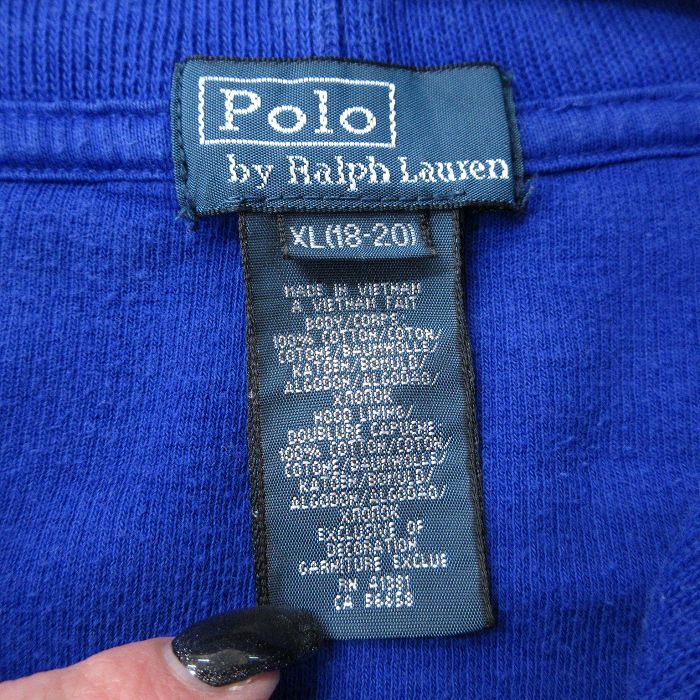 Polo
by Ralph Lauren
XL(18-20)
MADE IN VIETNAM
A VIETNAM FAIT
BODY/CORPS
100% COTTON/COTON/
COTONE/BAUMWOLLE/
KATOEN/BOMULD/
ALGODON/ALGODAO/
ХЛОПОК
HOOD LINING/
DOUBLURE CAPUCHE
100% COTTON/COTON/
COTONE/BAUMWOLLE/
KATOEN/BOMULD/
ALGODON/ALGODAO/
ХЛОПОК
EXCLUSIVE OF
DECORATION
GARNITURE EXCLUE
RN 41381
CA 56858